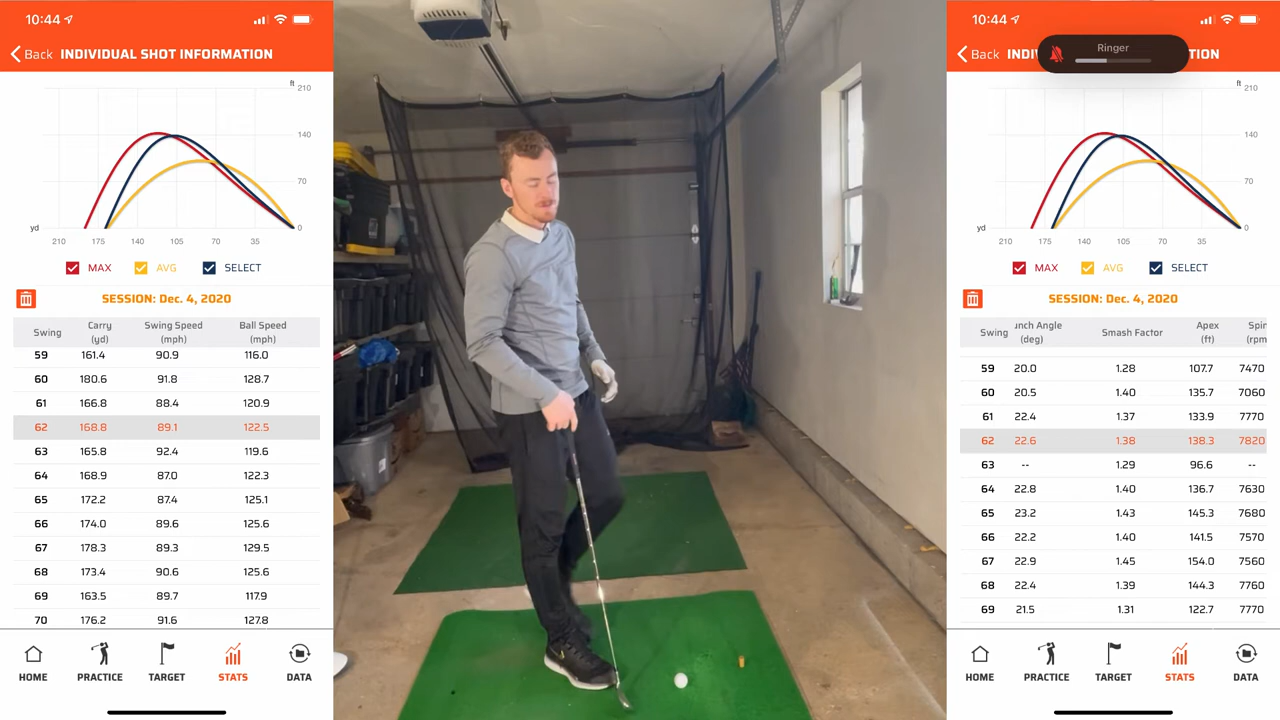 10:44
Back INDIVIDUAL SHOT INFORMATION
ft
210
140
70
0
yd
210 175 140 105 70 35
MAX AVG SELECT
SESSION: Dec. 4, 2020
Swing Carry (yd) Swing Speed (mph) Ball Speed (mph)
59 161.4 90.9 116.0
60 180.6 91.8 128.7
61 166.8 88.4 120.9
62 168.8 89.1 122.5
63 165.8 92.4 119.6
64 168.9 87.0 122.3
65 172.2 87.4 125.1
66 174.0 89.6 125.6
67 178.3 89.3 129.5
68 173.4 90.6 125.6
69 163.5 89.7 117.9
70 176.2 91.6 127.8
HOME PRACTICE TARGET STATS DATA
10:44
Ringer
Back INDIV TION
ft
210
140
70
0
yd
210 175 140 105 70 35
MAX AVG SELECT
SESSION: Dec. 4, 2020
Swing unch Angle (deg) Smash Factor Apex (ft) Spin (rpm
59 20.0 1.28 107.7 7470
60 20.5 1.40 135.7 7060
61 22.4 1.37 133.9 7770
62 22.6 1.38 138.3 7820
63 -- 1.29 96.6 --
64 22.8 1.40 136.7 7630
65 23.2 1.43 145.3 7680
66 22.2 1.40 141.5 7570
67 22.9 1.45 154.0 7560
68 22.4 1.39 144.3 7760
69 21.5 1.31 122.7 7770
HOME PRACTICE TARGET STATS DATA